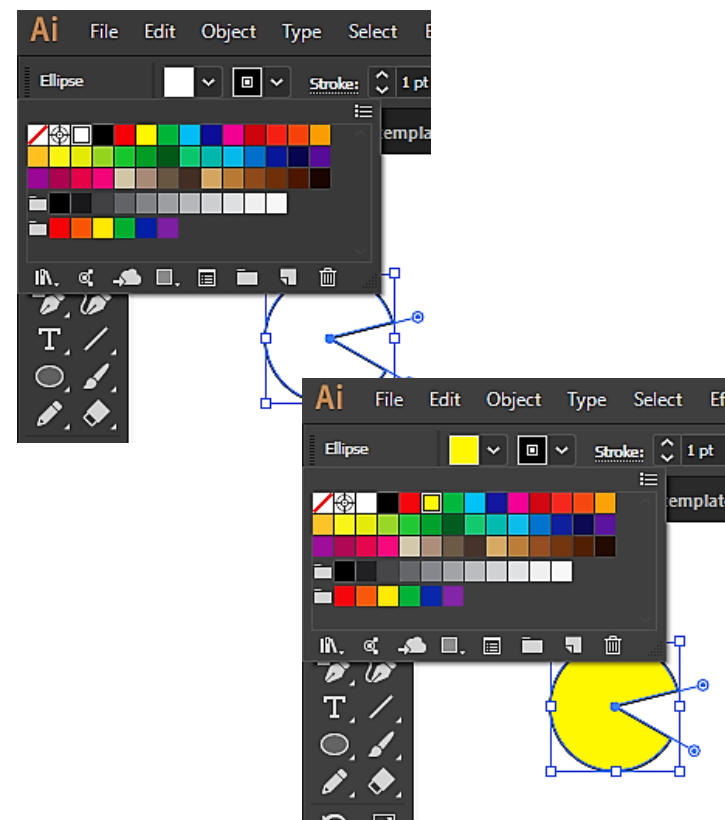 Ai File Edit Object Type Select E
Ellipse Stroke: 1 pt
templa
T
Ai File Edit Object Type Select Ef
Ellipse Stroke: 1 pt
templat
T